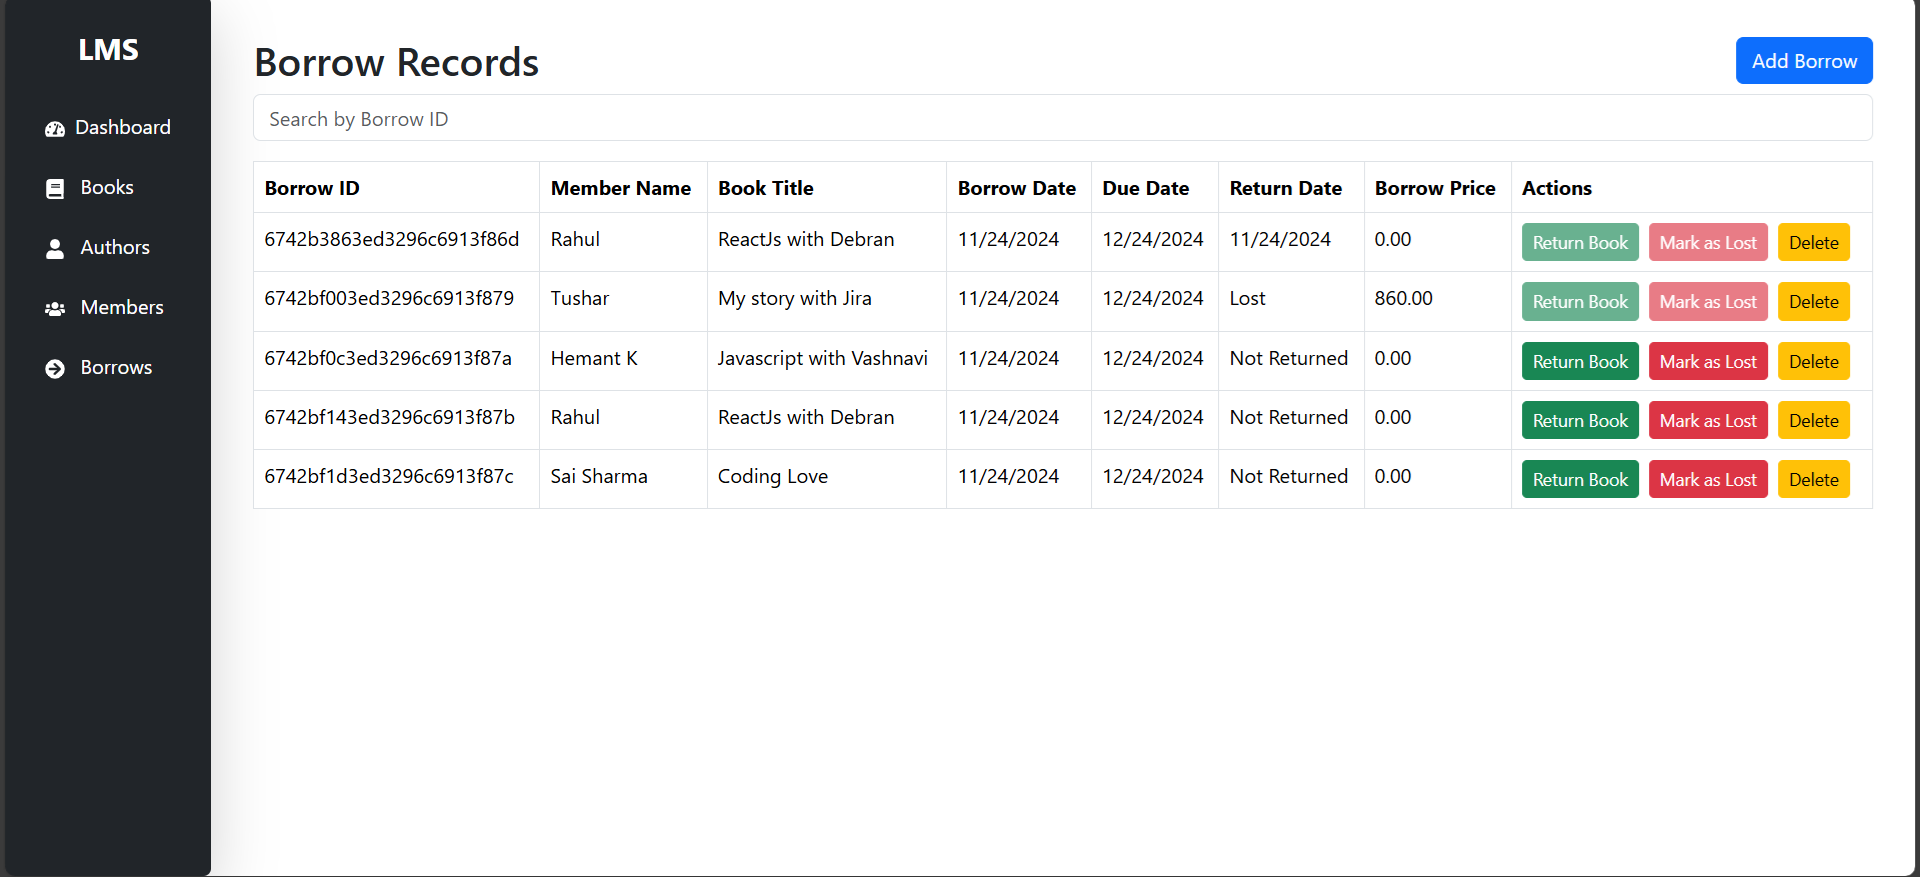 LMS
Dashboard
Books
Authors
Members
Borrows
Borrow Records
Add Borrow
Search by Borrow ID
Borrow ID Member Name Book Title Borrow Date Due Date Return Date Borrow Price Actions
6742b3863ed3296c6913f86d Rahul ReactJs with Debran 11/24/2024 12/24/2024 11/24/2024 0.00 Return Book Mark as Lost Delete
6742bf003ed3296c6913f879 Tushar My story with Jira 11/24/2024 12/24/2024 Lost 860.00 Return Book Mark as Lost Delete
6742bf0c3ed3296c6913f87a Hemant K Javascript with Vashnavi 11/24/2024 12/24/2024 Not Returned 0.00 Return Book Mark as Lost Delete
6742bf143ed3296c6913f87b Rahul ReactJs with Debran 11/24/2024 12/24/2024 Not Returned 0.00 Return Book Mark as Lost Delete
6742bf1d3ed3296c6913f87c Sai Sharma Coding Love 11/24/2024 12/24/2024 Not Returned 0.00 Return Book Mark as Lost Delete